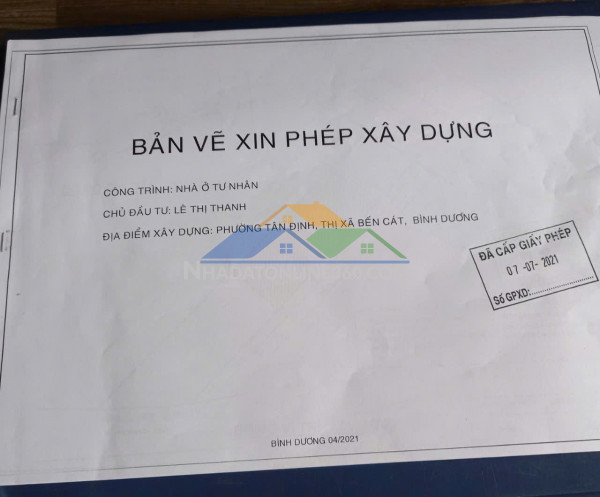 BẢN VẼ XIN PHÉP XÂY DỰNG
CÔNG TRÌNH: NHÀ Ở TƯ NHÂN
CHỦ ĐẦU TƯ: LÊ THỊ THANH
ĐỊA ĐIỂM XÂY DỰNG: PHƯỜNG TÂN ĐỊNH, THỊ XÃ BẾN CÁT, BÌNH DƯƠNG
ĐÃ CẤP GIẤY PHÉP
07-07-2021
Số GPXD:
BÌNH DƯƠNG 04/2021